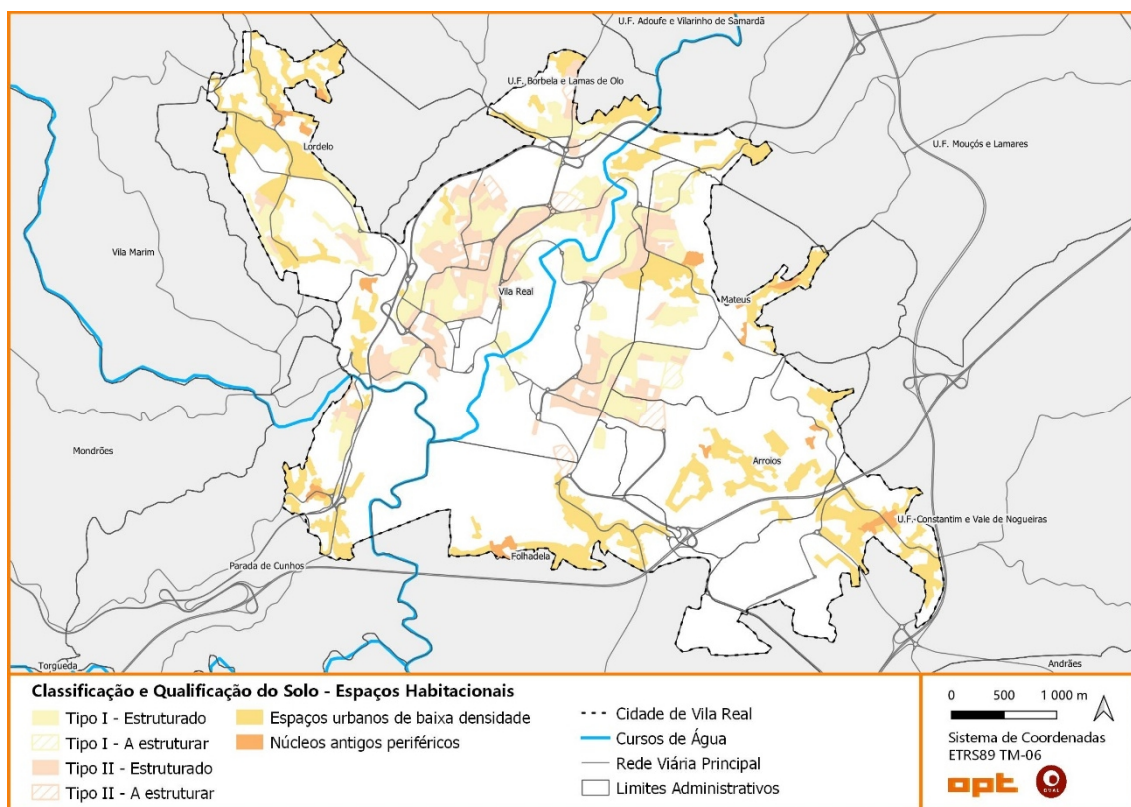 U.F. Adoufe e Vilarinho de Samardã
U.F. Borbela e Lamas de Olo
Lordelo
U.F. Mouçós e Lamares
Vila Marim
Vila Real
Mateus
Mondrões
Arroios
U.F. Constantim e Vale de Nogueiras
Folhadela
Parada de Cunhos
Torgueda
Andrães
Classificação e Qualificação do Solo - Espaços Habitacionais
Tipo I - Estruturado
Tipo I - A estruturar
Tipo II - Estruturado
Tipo II - A estruturar
Espaços urbanos de baixa densidade
Núcleos antigos periféricos
Cidade de Vila Real
Cursos de Água
Rede Viária Principal
Limites Administrativos
0 500 1 000 m
Sistema de Coordenadas
ETRS89 TM-06
opt